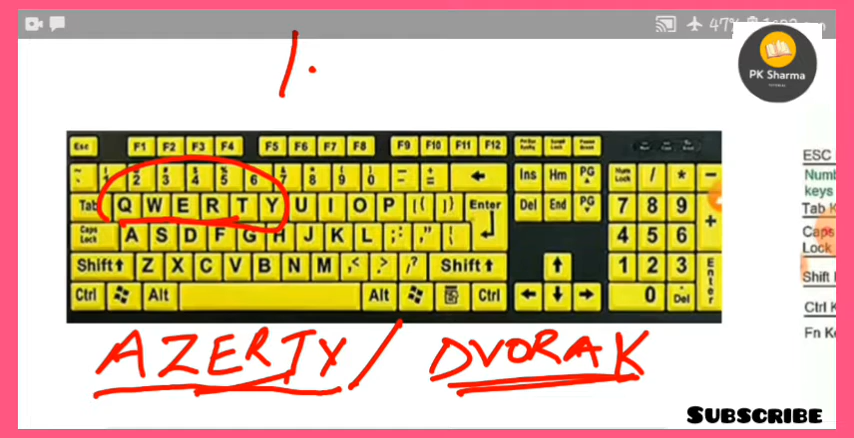 47%
PK Sharma
1.
Esc F1 F2 F3 F4 F5 F6 F7 F8 F9 F10 F11 F12
2 3 4 5 6 7 8 9 0 - = Ins Hm PG Num Lock / * -
Tab Q W E R T Y U I O P [{ ]} Enter Del End PG 7 8 9 +
Caps Lock A S D F G H J K L ;: ," 4 5 6
Shift Z X C V B N M ,< .> /? Shift 1 2 3 Enter
Ctrl Alt Alt Ctrl 0 Del
AZERTY / DVORAK
ESC
Numb
keys
Tab K
Caps
Lock
Shift
Ctrl K
Fn K
SUBSCRIBE